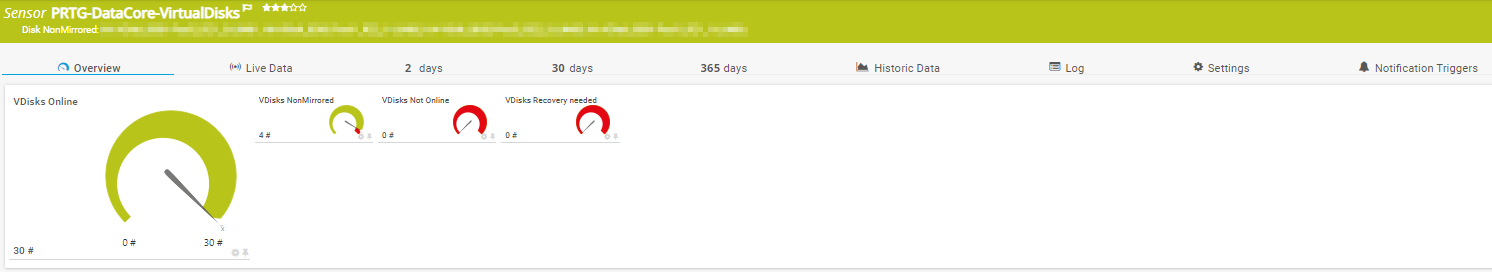 Sensor PRTG-DataCore-VirtualDisks
Disk NonMirrored:
Overview
Live Data
2 days
30 days
365 days
Historic Data
Log
Settings
Notification Triggers
VDisks Online
0 #
30 #
30 #
VDisks NonMirrored
4 #
VDisks Not Online
0 #
VDisks Recovery needed
0 #